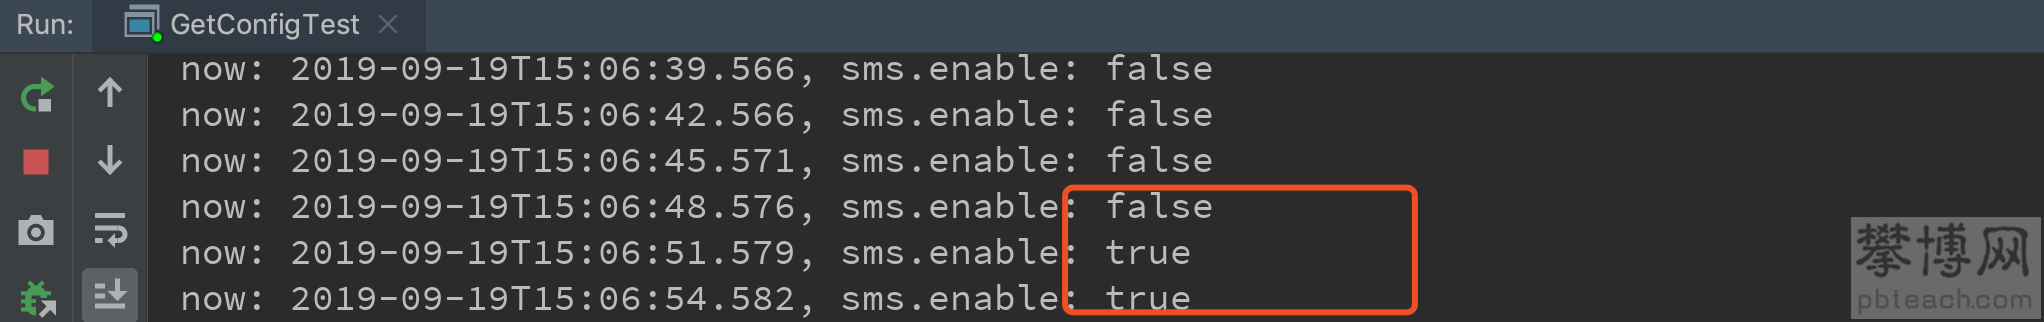 Run: GetConfigTest
now: 2019-09-19T15:06:39.566, sms.enable: false
now: 2019-09-19T15:06:42.566, sms.enable: false
now: 2019-09-19T15:06:45.571, sms.enable: false
now: 2019-09-19T15:06:48.576, sms.enable: false
now: 2019-09-19T15:06:51.579, sms.enable: true
now: 2019-09-19T15:06:54.582, sms.enable: true
攀博网
pbteach.com